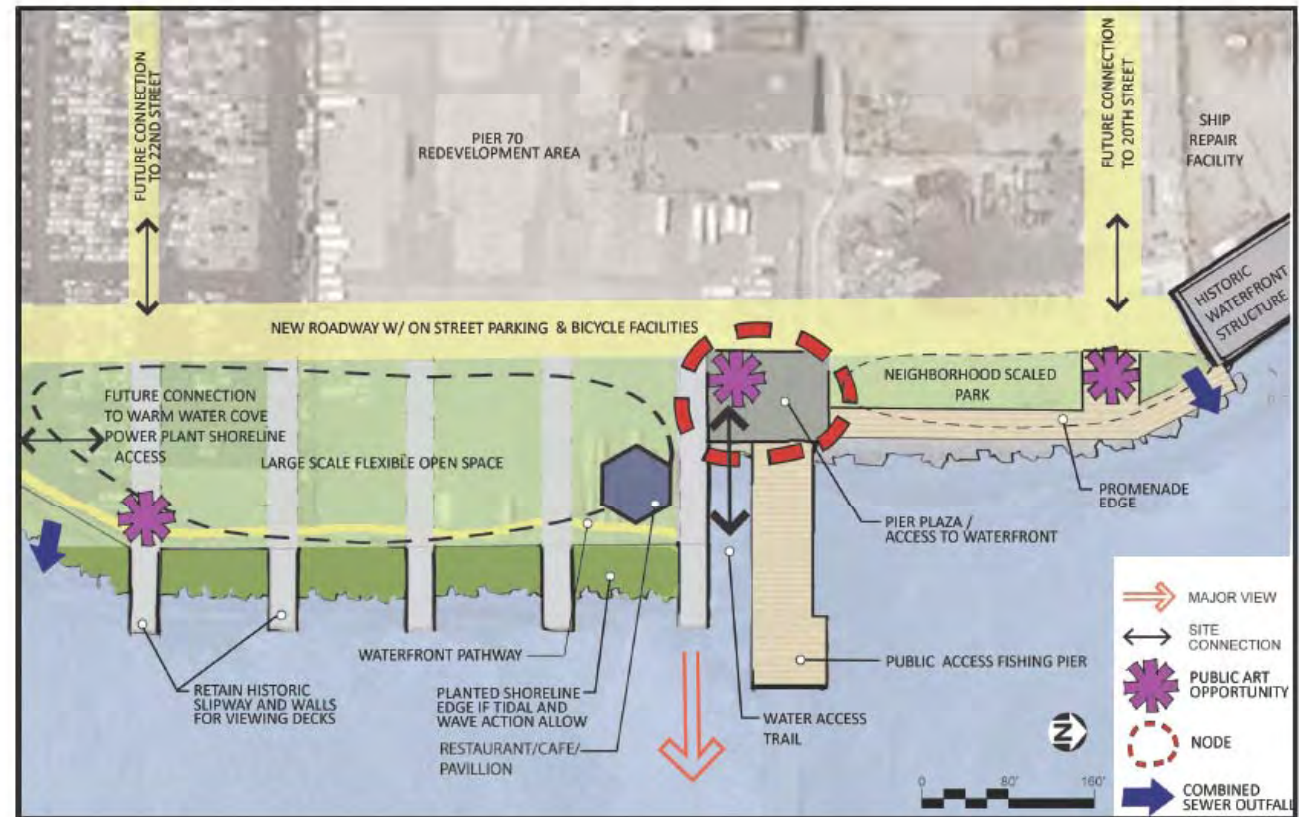 FUTURE CONNECTION
TO 22ND STREET
PIER 70
REDEVELOPMENT AREA
FUTURE CONNECTION
TO 20TH STREET
SHIP
REPAIR
FACILITY
HISTORIC
WATERFRONT
STRUCTURE
NEW ROADWAY W/ ON STREET PARKING & BICYCLE FACILITIES
FUTURE CONNECTION
TO WARM WATER COVE
POWER PLANT SHORELINE
ACCESS
LARGE SCALE FLEXIBLE OPEN SPACE
NEIGHBORHOOD SCALED
PARK
PROMENADE
EDGE
PIER PLAZA /
ACCESS TO WATERFRONT
WATERFRONT PATHWAY
PUBLIC ACCESS FISHING PIER
RETAIN HISTORIC
SLIPWAY AND WALLS
FOR VIEWING DECKS
PLANTED SHORELINE
EDGE IF TIDAL AND
WAVE ACTION ALLOW
RESTAURANT/CAFE/
PAVILLION
WATER ACCESS
TRAIL
N
0 80' 160'
MAJOR VIEW
SITE
CONNECTION
PUBLIC ART
OPPORTUNITY
NODE
COMBINED
SEWER OUTFALL